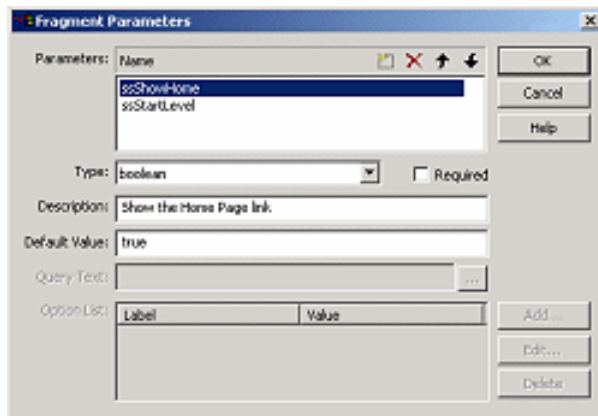 Fragment Parameters
Parameters: Name
OK
ssShowHome
ssStartLevel
Cancel
Help
Type: boolean
Required
Description: Show the Home Page link
Default Value: true
Query Text: ...
Option List: Label Value
Add...
Edit...
Delete